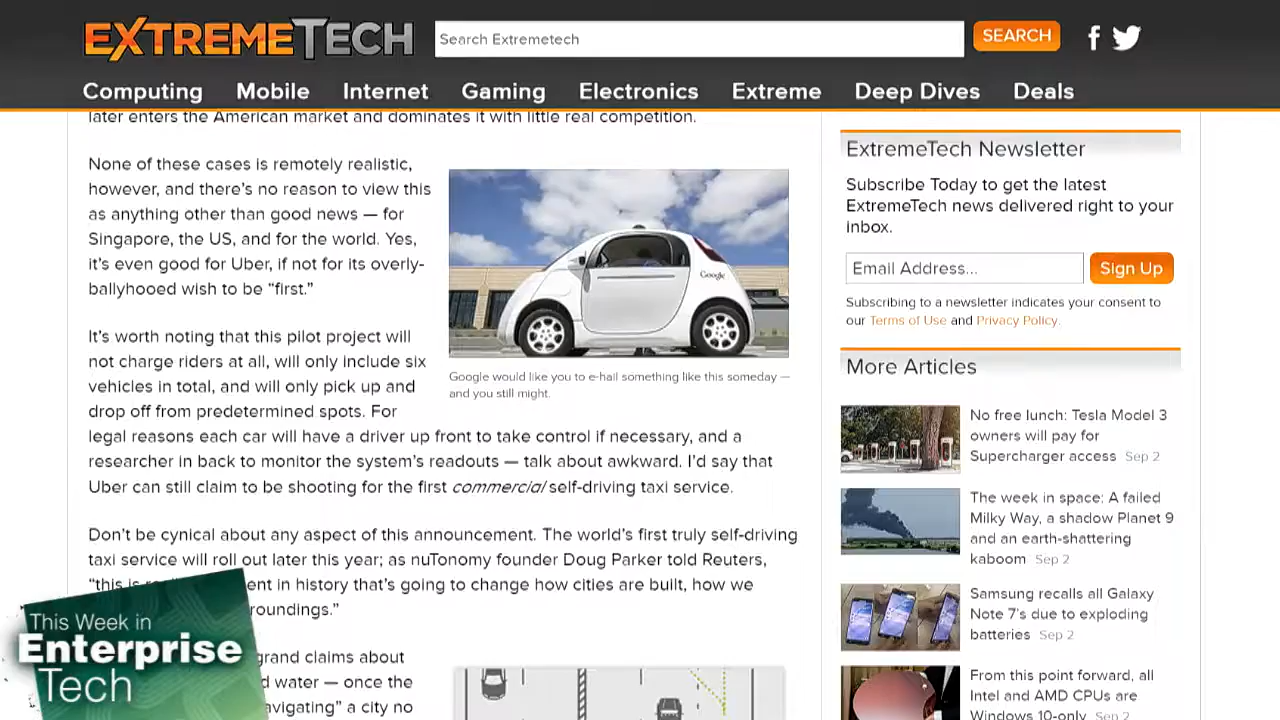 EXTREMETECH
Search Extremetech
SEARCH
Computing Mobile Internet Gaming Electronics Extreme Deep Dives Deals
later enters the American market and dominates it with little real competition.
None of these cases is remotely realistic,
however, and there's no reason to view this
as anything other than good news — for
Singapore, the US, and for the world. Yes,
it's even good for Uber, if not for its overly-
ballyhooed wish to be “first.”
Google
Google would like you to e-hail something like this someday —
and you still might.
It's worth noting that this pilot project will
not charge riders at all, will only include six
vehicles in total, and will only pick up and
drop off from predetermined spots. For
legal reasons each car will have a driver up front to take control if necessary, and a
researcher in back to monitor the system's readouts — talk about awkward. I'd say that
Uber can still claim to be shooting for the first commercial self-driving taxi service.
Don't be cynical about any aspect of this announcement. The world's first truly self-driving
taxi service will roll out later this year; as nuTonomy founder Doug Parker told Reuters,
“this is ent in history that's going to change how cities are built, how we
roundings.”
grand claims about
d water — once the
avigating” a city no
This Week in
Enterprise
Tech
ExtremeTech Newsletter
Subscribe Today to get the latest
ExtremeTech news delivered right to your
inbox.
Email Address...
Sign Up
Subscribing to a newsletter indicates your consent to
our Terms of Use and Privacy Policy.
More Articles
No free lunch: Tesla Model 3
owners will pay for
Supercharger access Sep 2
The week in space: A failed
Milky Way, a shadow Planet 9
and an earth-shattering
kaboom Sep 2
Samsung recalls all Galaxy
Note 7's due to exploding
batteries Sep 2
From this point forward, all
Intel and AMD CPUs are
Windows 10-only Sep 2